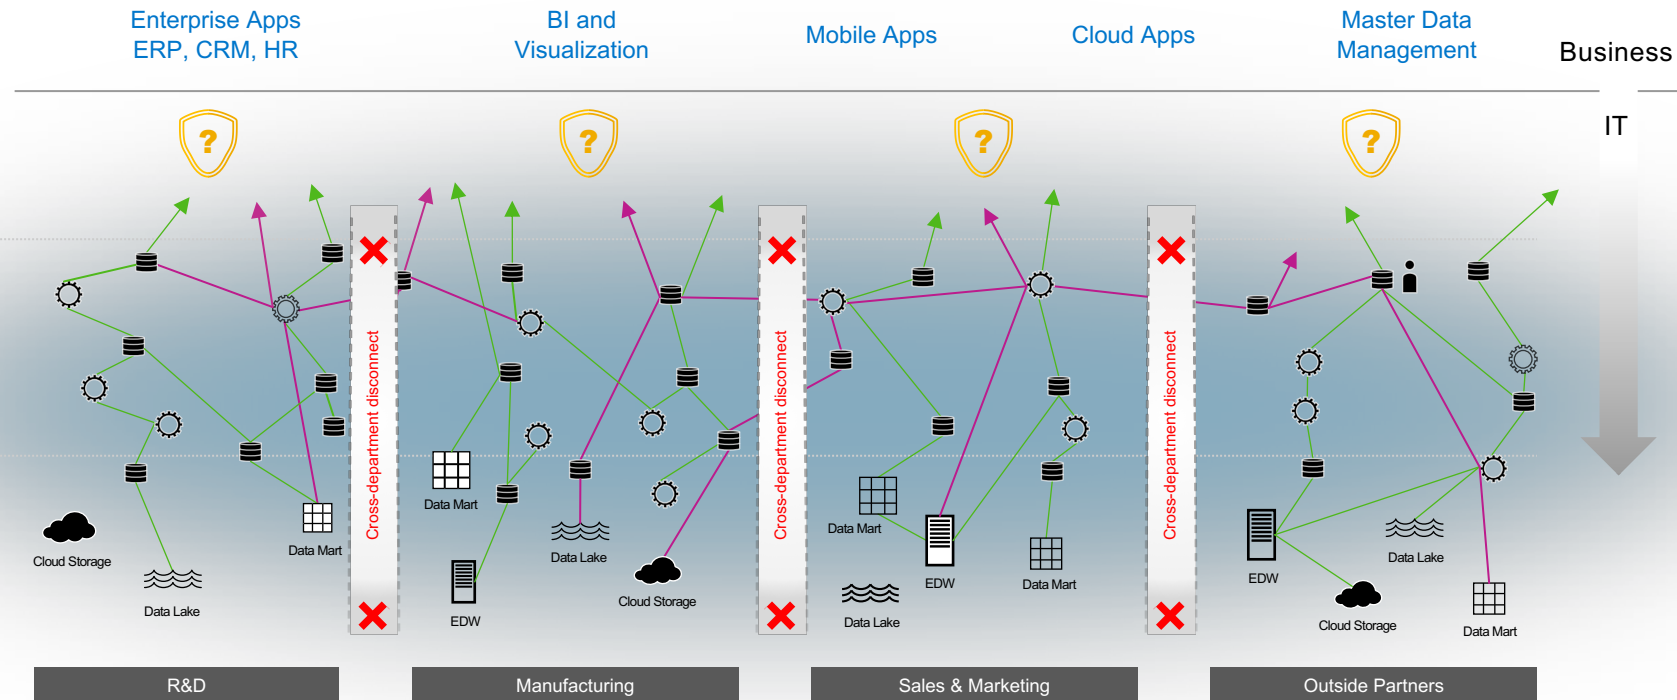 Enterprise Apps
ERP, CRM, HR
BI and
Visualization
Mobile Apps
Cloud Apps
Master Data
Management
Business
IT
?
?
?
?
Cross-department disconnect
Cross-department disconnect
Cross-department disconnect
Cloud Storage
Data Lake
Data Mart
Data Mart
EDW
Data Lake
Cloud Storage
Data Mart
Data Lake
EDW
Data Mart
EDW
Cloud Storage
Data Lake
Data Mart
R&D
Manufacturing
Sales & Marketing
Outside Partners